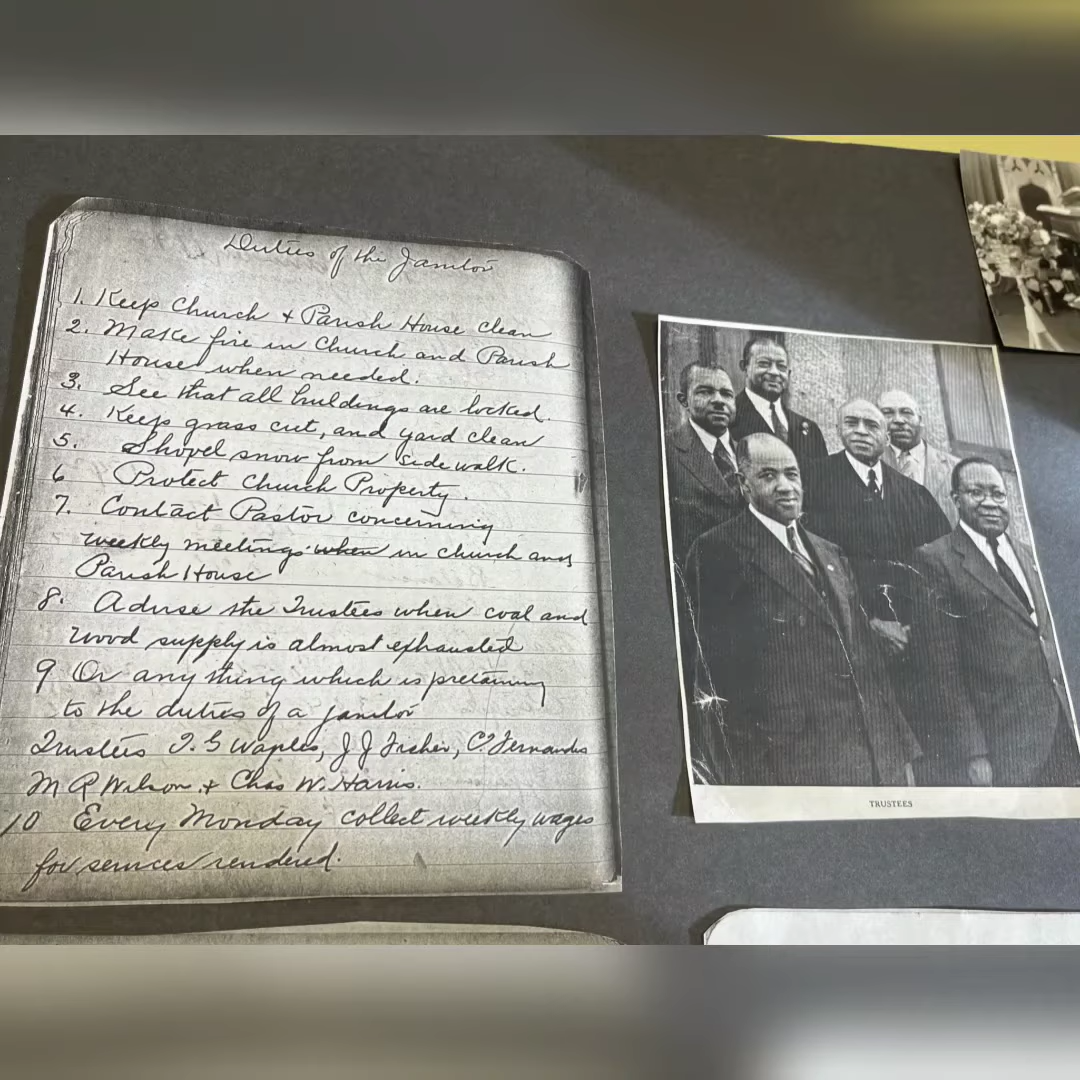 Duties of the Janitor
1. Keep Church + Parish House clean
2. Make fire in Church and Parish
House when needed.
3. See that all buildings are locked.
4. Keep grass cut, and yard clean
5. Shovel snow from side walk.
6 Protect Church Property.
7. Contact Pastor concerning
weekly meetings when in church and
Parish House
8. Advise the Trustees when coal and
wood supply is almost exhausted
9 Or any thing which is pretaining
to the duties of a janitor
Trustees I. S Waples, J J Fisher, C. Fernandes
M R Wilson + Chas W. Harris.
10 Every Monday collect weekly wages
for services rendered.
TRUSTEES